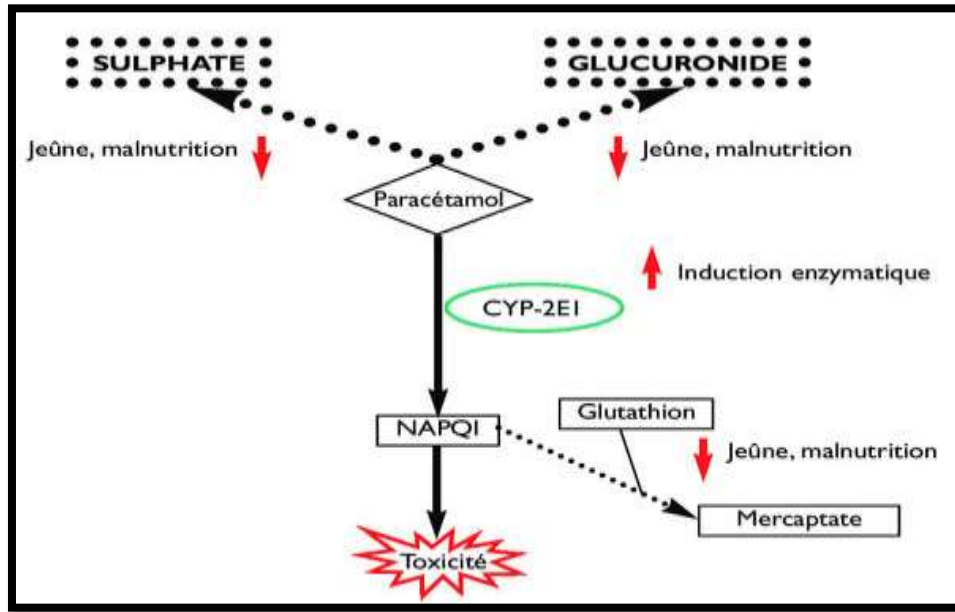 SULPHATE
GLUCURONIDE
Jeûne, malnutrition
Jeûne, malnutrition
Paracétamol
Induction enzymatique
CYP-2E1
Glutathion
NAPQI
Jeûne, malnutrition
Mercaptate
Toxicité